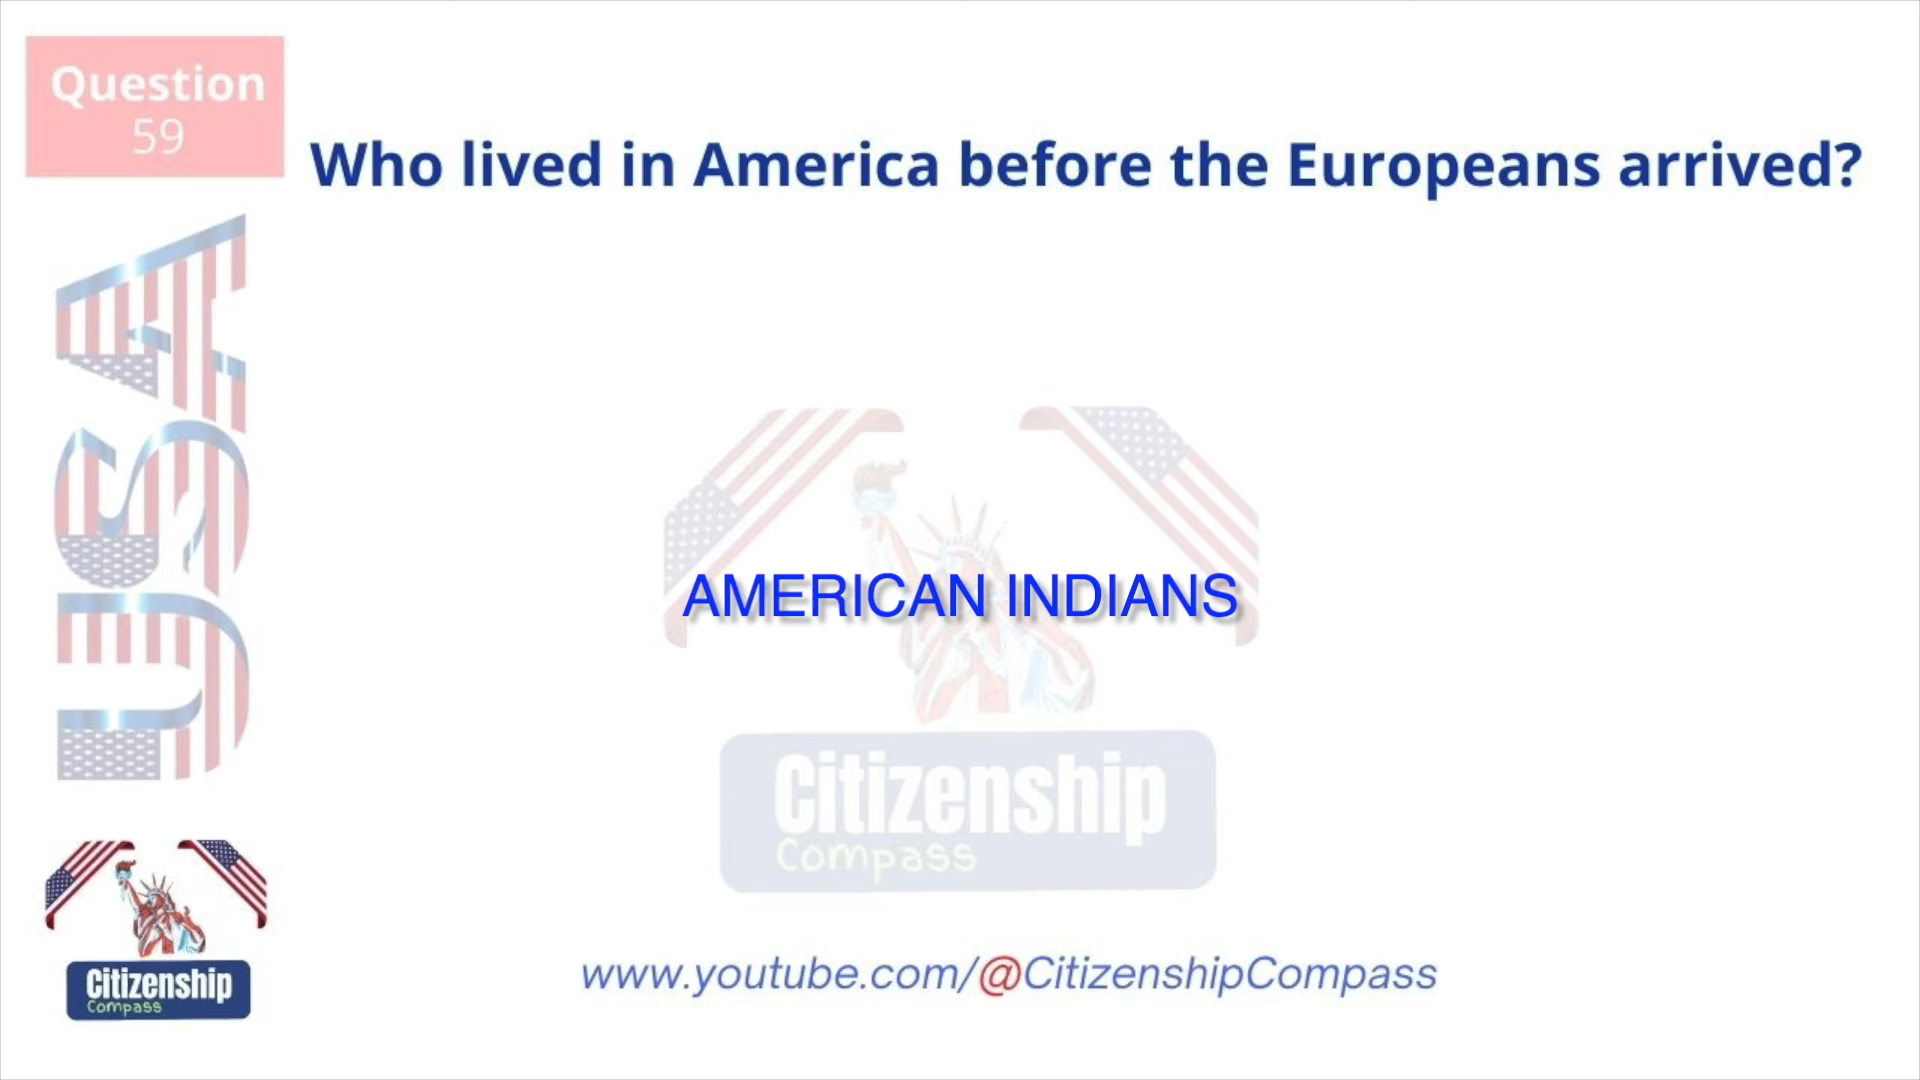 Question
59
Who lived in America before the Europeans arrived?
USA
AMERICAN INDIANS
Citizenship
Compass
Citizenship
Compass
www.youtube.com/@CitizenshipCompass